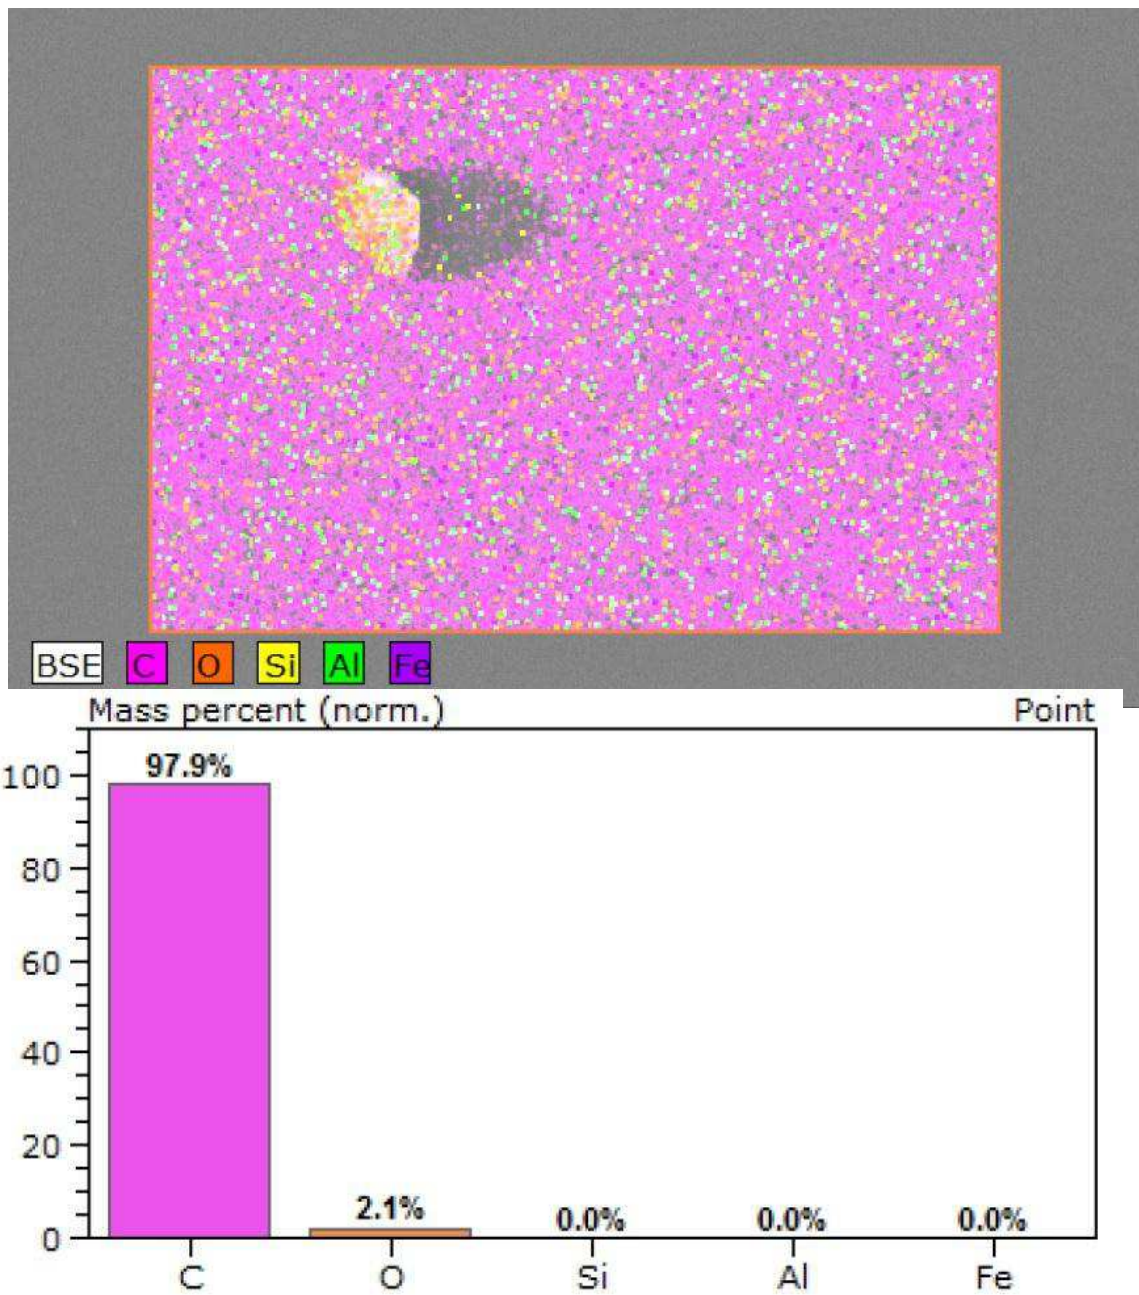 BSE C O Si Al Fe
Mass percent (norm.) Point
97.9%
100
80
60
40
20
2.1% 0.0% 0.0% 0.0%
0
C O Si Al Fe